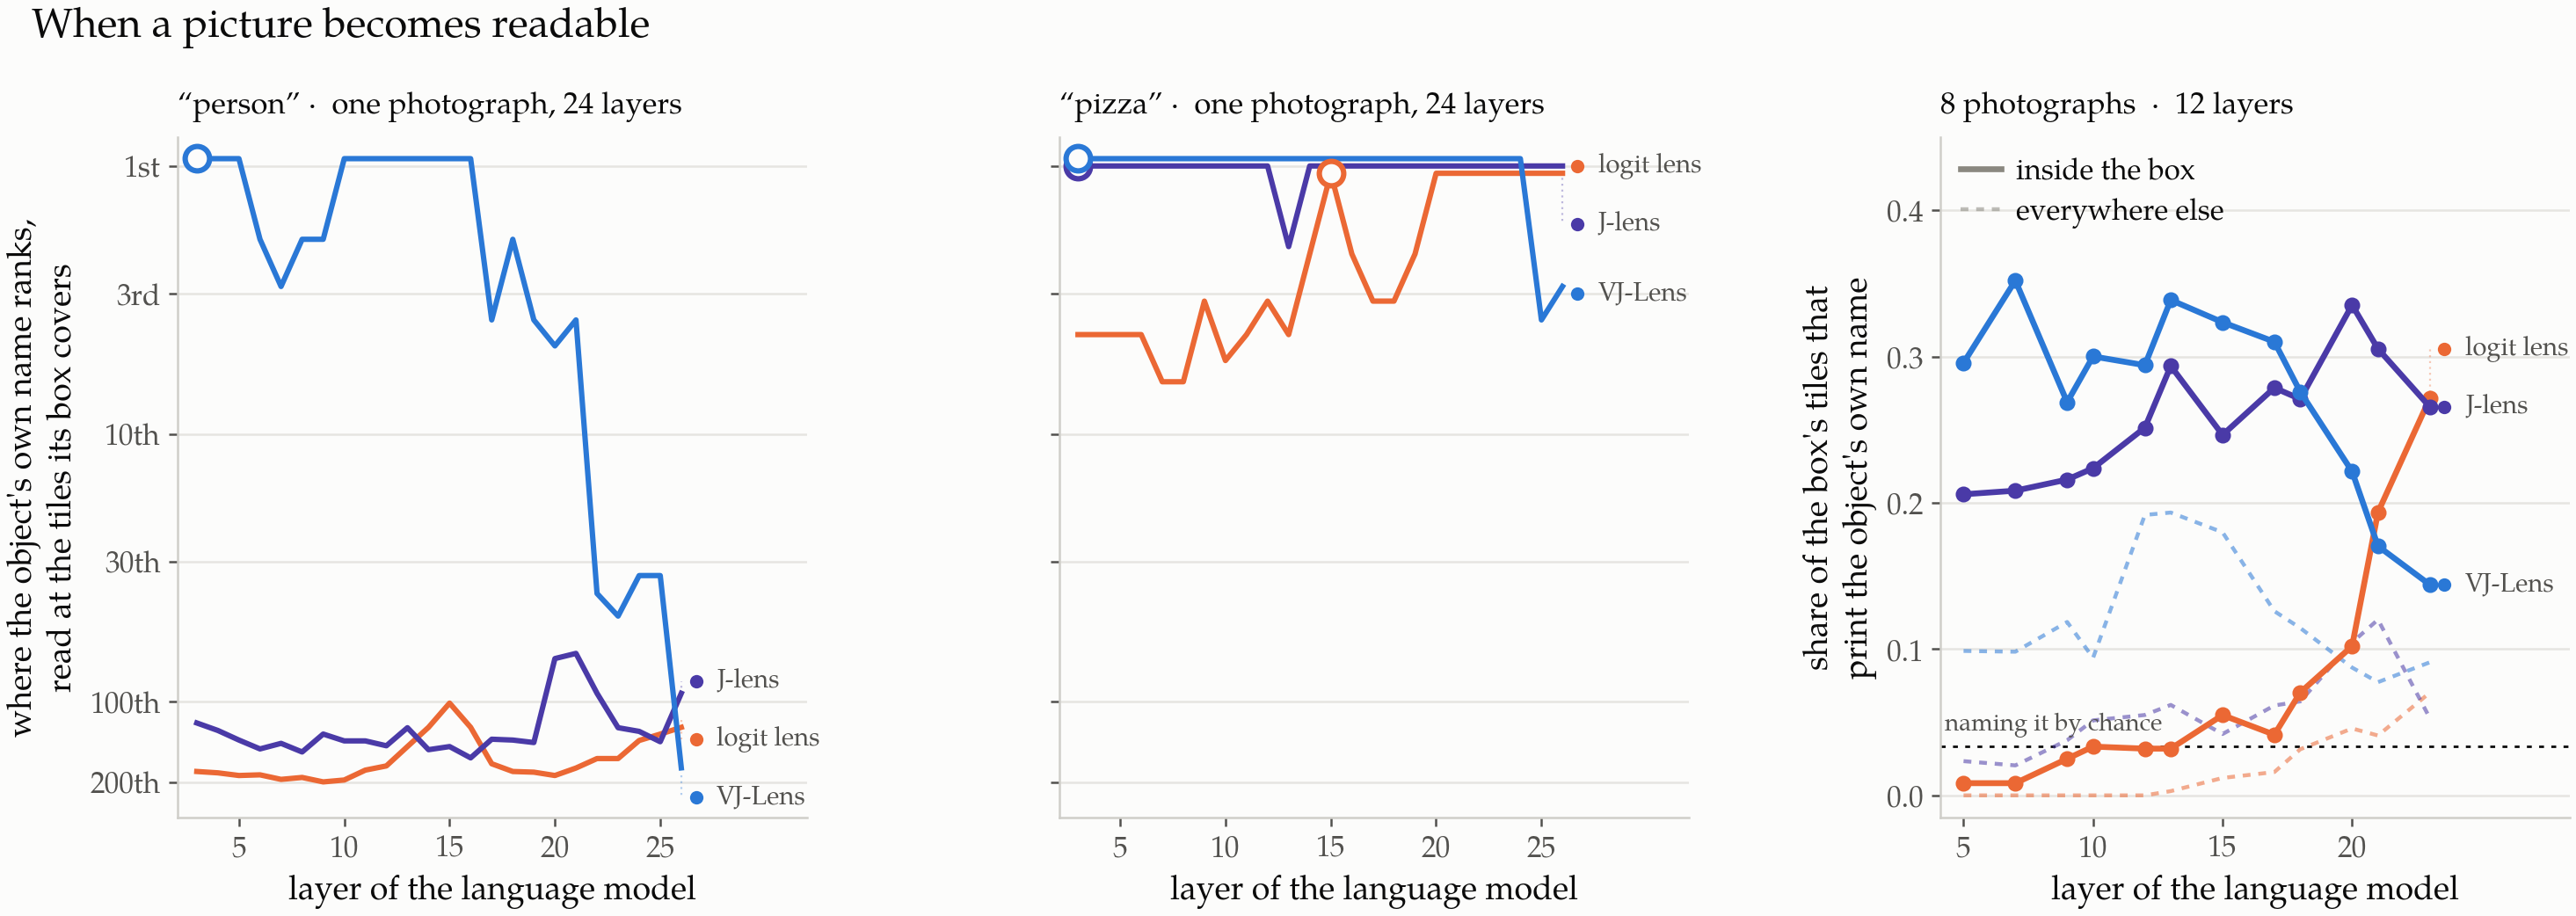 When a picture becomes readable
“person” · one photograph, 24 layers
where the object's own name ranks,
read at the tiles its box covers
1st
3rd
10th
30th
100th
200th
J-lens
logit lens
VJ-Lens
5 10 15 20 25
layer of the language model
“pizza” · one photograph, 24 layers
logit lens
J-lens
VJ-Lens
5 10 15 20 25
layer of the language model
8 photographs · 12 layers
share of the box's tiles that
print the object's own name
inside the box
everywhere else
0.4
0.3
0.2
0.1
0.0
logit lens
J-lens
VJ-Lens
naming it by chance
5 10 15 20
layer of the language model